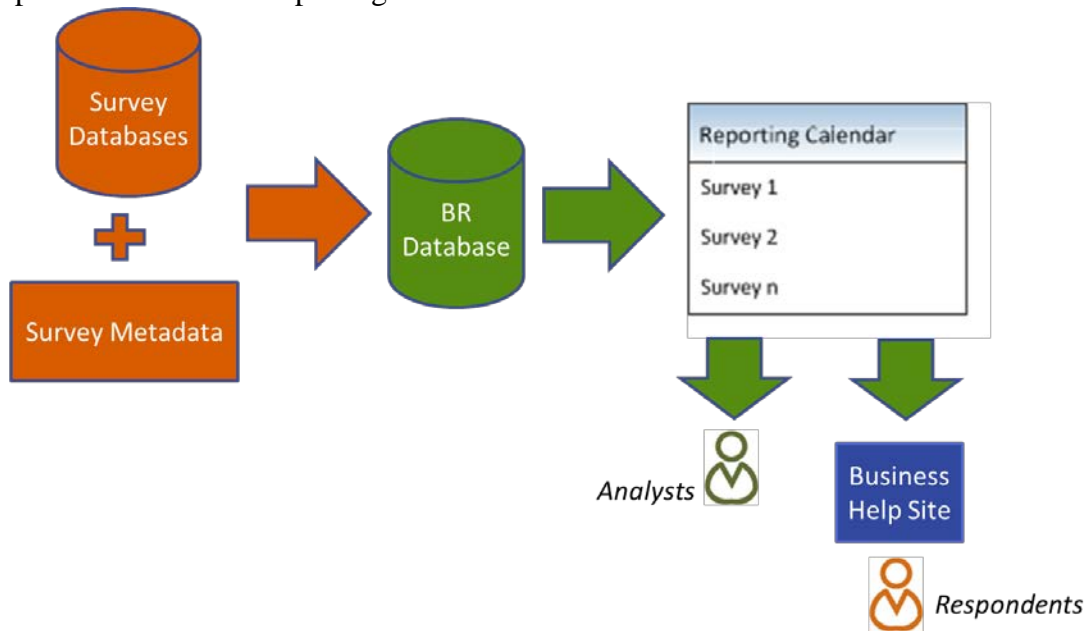 Survey
Databases
Survey Metadata
BR
Database
Reporting Calendar
Survey 1
Survey 2
Survey n
Analysts
Business
Help Site
Respondents